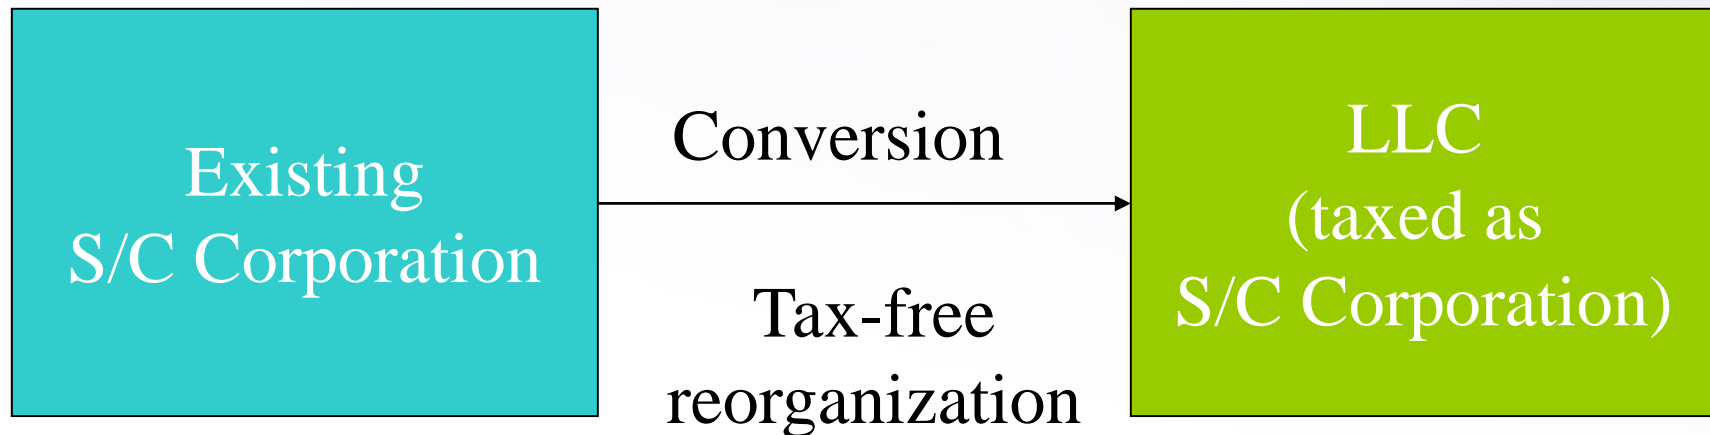 Existing
S/C Corporation
Conversion
Tax-free
reorganization
LLC
(taxed as
S/C Corporation)